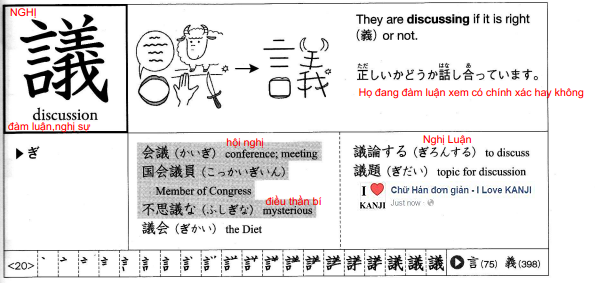 NGHỊ
議
discussion
đàm luận,nghị sự
They are discussing if it is right
（義）or not.
ただ はな あ
正しいかどうか話し合っています。
Họ đang đàm luận xem có chính xác hay không
▶ぎ
hội nghị
会議（かいぎ） conference; meeting
国会議員（こっかいぎいん）
Member of Congress
điều thần bí
不思議な（ふしぎな） mysterious
議会（ぎかい） the Diet
Nghị Luận
議論する（ぎろんする） to discuss
議題（ぎだい） topic for discussion
I ❤ KANJI
Chữ Hán đơn giản - I Love KANJI
Just now
<20>
言(75) 義(398)